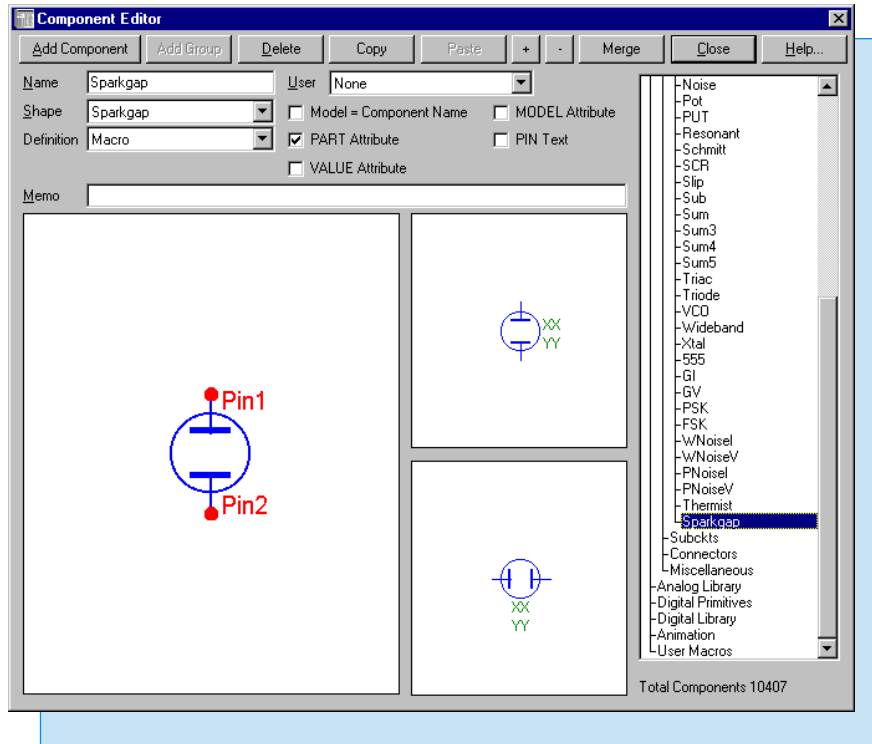 Component Editor
Add Component Add Group Delete Copy Paste + - Merge Close Help...
Name Sparkgap User None
Shape Sparkgap Model = Component Name MODEL Attribute
Definition Macro PART Attribute PIN Text
VALUE Attribute
Memo
Pin1
Pin2
XX
YY
XX
YY
Noise
Pot
PUT
Resonant
Schmitt
SCR
Slip
Sub
Sum
Sum3
Sum4
Sum5
Triac
Triode
VCO
Wideband
Xtal
555
GI
GV
PSK
FSK
WNoiseI
WNoiseV
PNoiseI
PNoiseV
Thermist
Sparkgap
Subckts
Connectors
Miscellaneous
Analog Library
Digital Primitives
Digital Library
Animation
User Macros
Total Components 10407